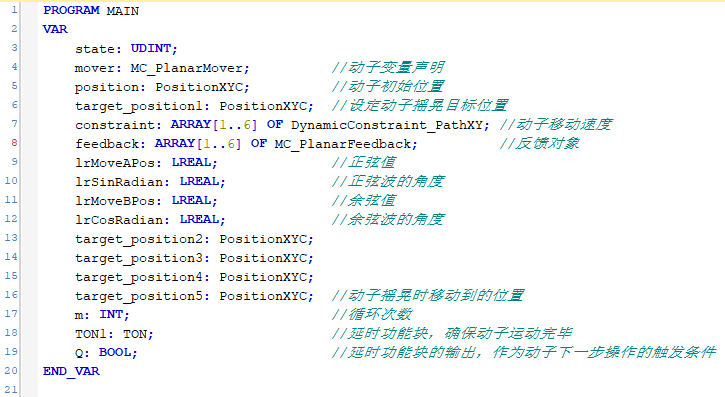 1 PROGRAM MAIN
2 VAR
3 state: UDINT;
4 mover: MC_PlanarMover; //动子变量声明
5 position: PositionXYC; //动子初始位置
6 target_position1: PositionXYC; //设定动子摇晃目标位置
7 constraint: ARRAY[1..6] OF DynamicConstraint_PathXY; //动子移动速度
8 feedback: ARRAY[1..6] OF MC_PlanarFeedback; //反馈对象
9 lrMoveAPos: LREAL; //正弦值
10 lrSinRadian: LREAL; //正弦波的角度
11 lrMoveBPos: LREAL; //余弦值
12 lrCosRadian: LREAL; //余弦波的角度
13 target_position2: PositionXYC;
14 target_position3: PositionXYC;
15 target_position4: PositionXYC;
16 target_position5: PositionXYC; //动子摇晃时移动到的位置
17 m: INT; //循环次数
18 TON1: TON; //延时功能块，确保动子运动完毕
19 Q: BOOL; //延时功能块的输出，作为动子下一步操作的触发条件
20 END_VAR
21